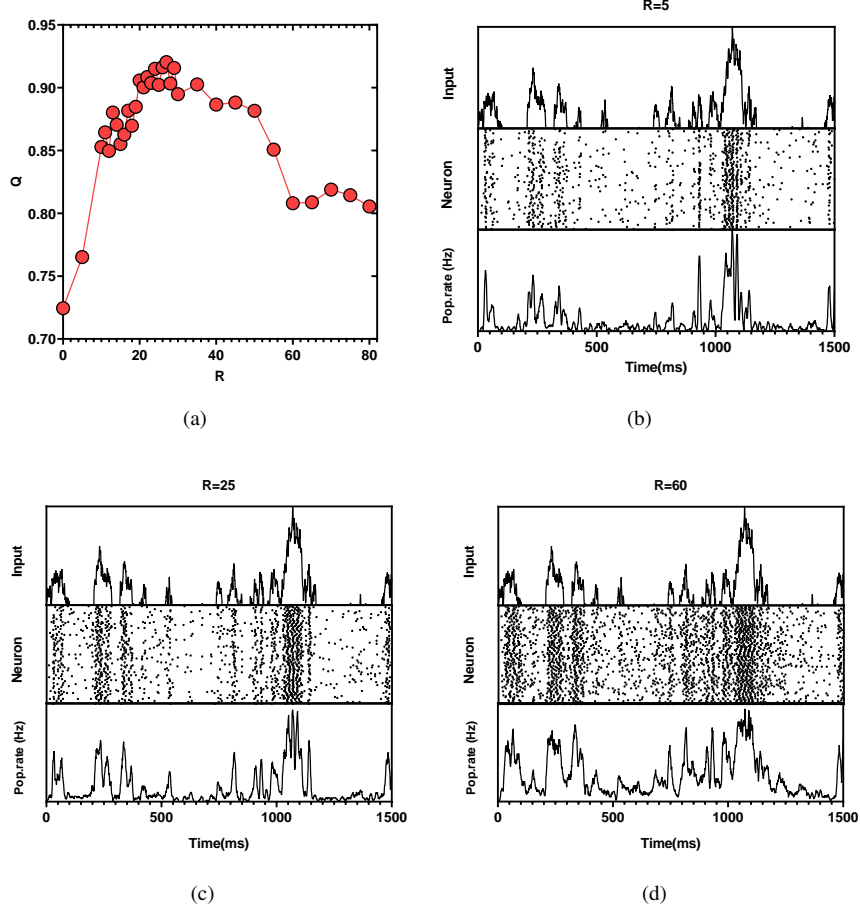 0.95
0.90
0.85
0.80
0.75
0.70
Q
0 20 40 60 80
R
(a)
R=5
Input
Neuron
Pop.rate (Hz)
0 500 1000 1500
Time(ms)
(b)
R=25
Input
Neuron
Pop.rate (Hz)
0 500 1000 1500
Time(ms)
(c)
R=60
Input
Neuron
Pop.rate (Hz)
0 500 1000 1500
Time(ms)
(d)